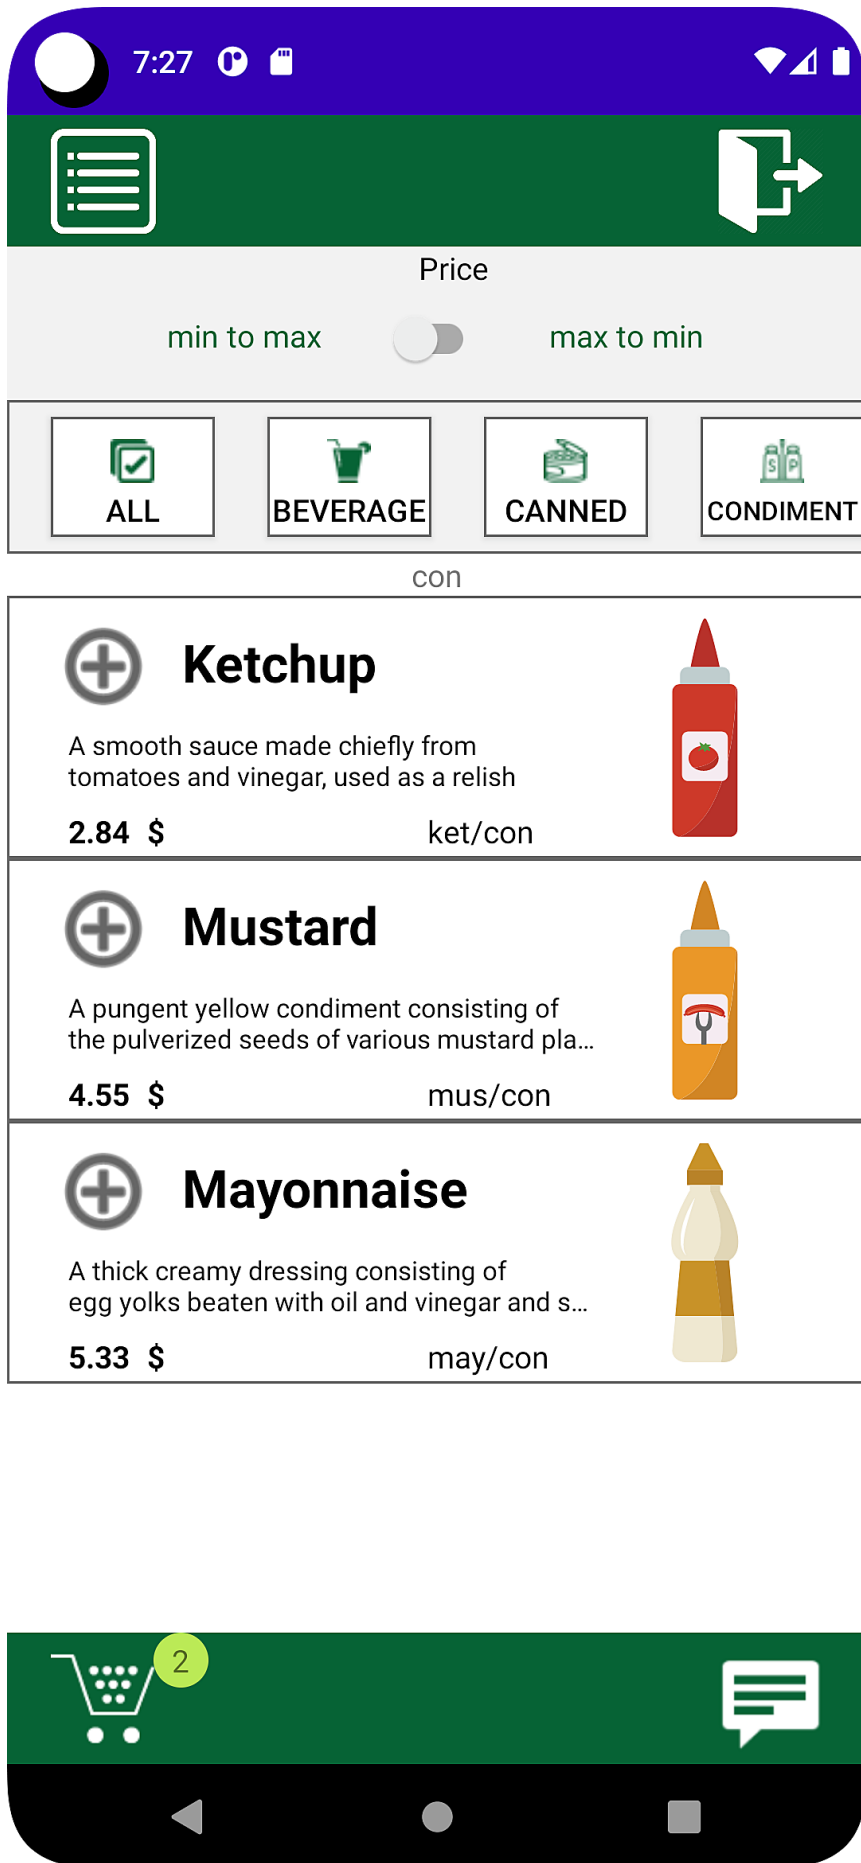 7:27
Price
min to max
max to min
ALL
BEVERAGE
CANNED
S P
CONDIMENT
con
Ketchup
A smooth sauce made chiefly from
tomatoes and vinegar, used as a relish
2.84 $
ket/con
Mustard
A pungent yellow condiment consisting of
the pulverized seeds of various mustard pla...
4.55 $
mus/con
Mayonnaise
A thick creamy dressing consisting of
egg yolks beaten with oil and vinegar and s...
5.33 $
may/con
2